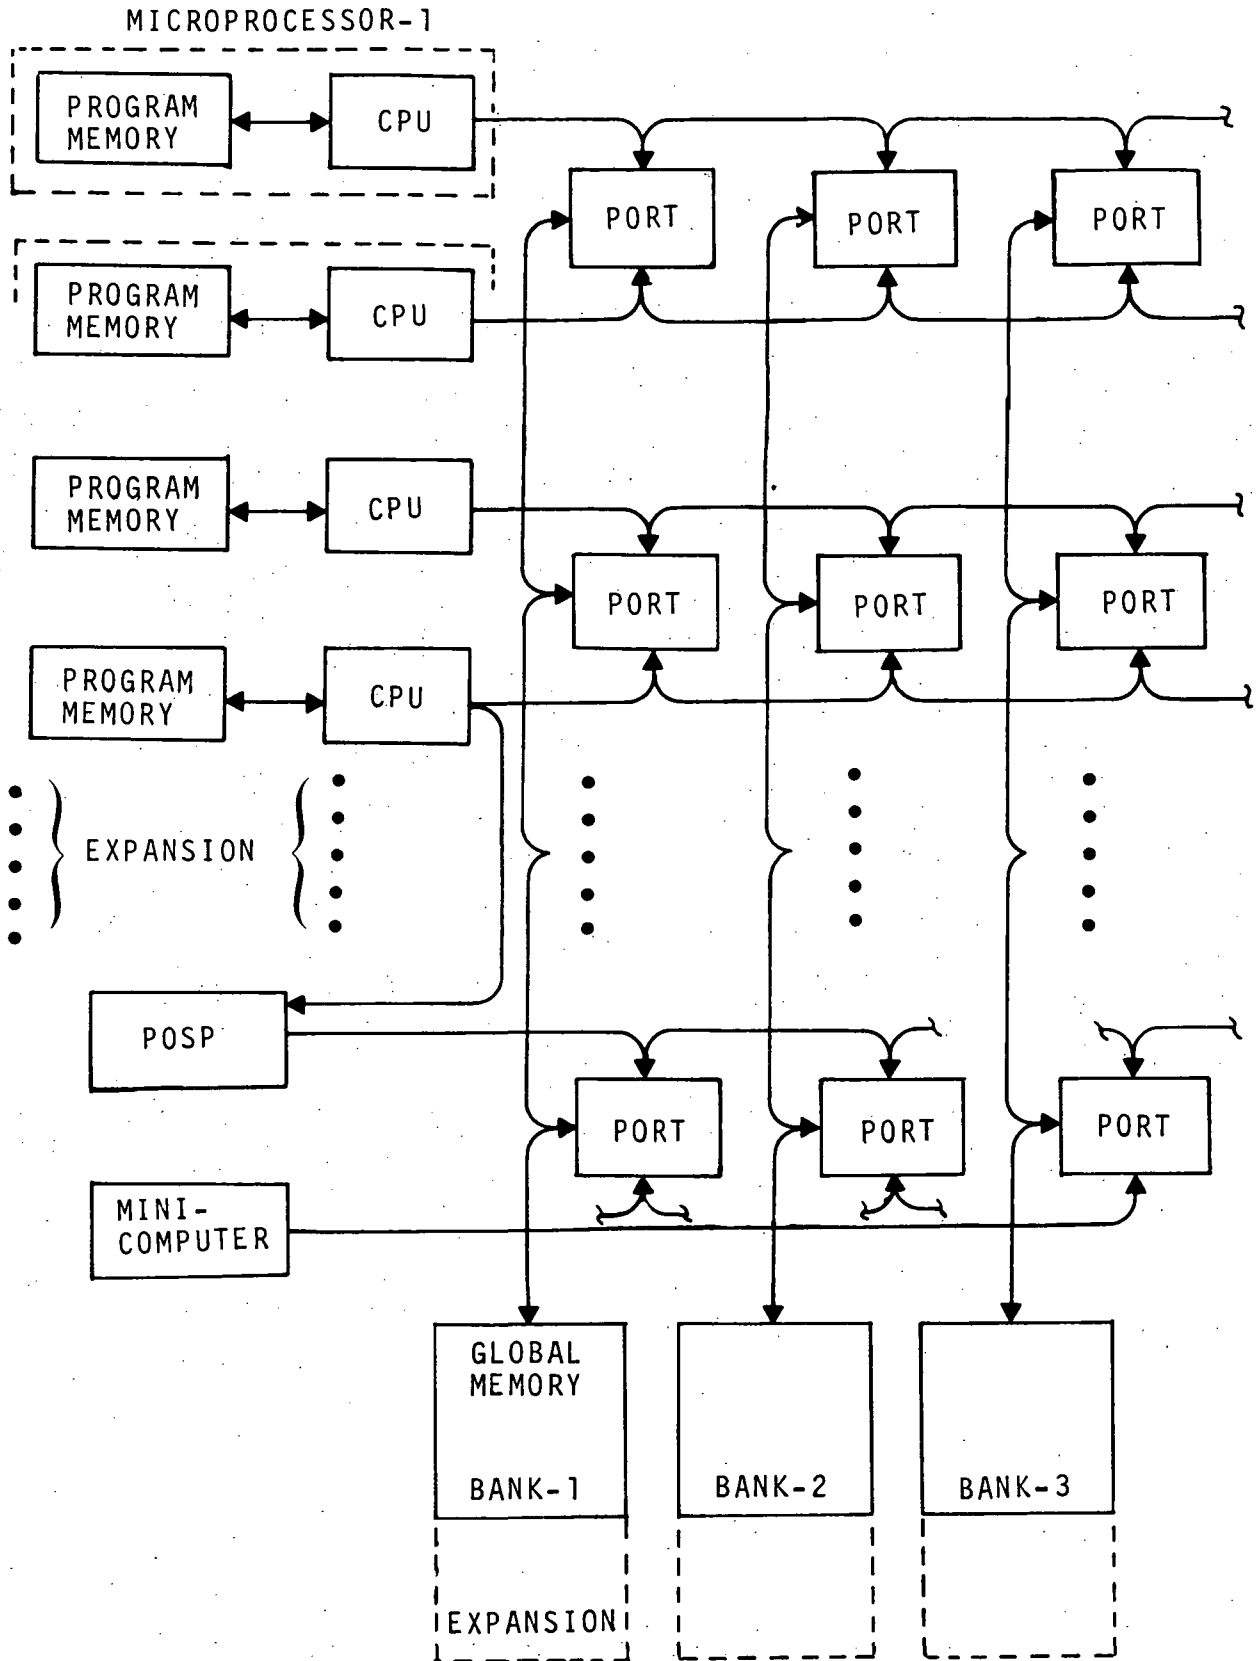 MICROPROCESSOR-1
PROGRAM
MEMORY
CPU
PORT
PORT
PORT
PROGRAM
MEMORY
CPU
PROGRAM
MEMORY
CPU
PORT
PORT
PORT
PROGRAM
MEMORY
CPU
EXPANSION
POSP
PORT
PORT
PORT
MINI-
COMPUTER
GLOBAL
MEMORY
BANK-1
BANK-2
BANK-3
EXPANSION